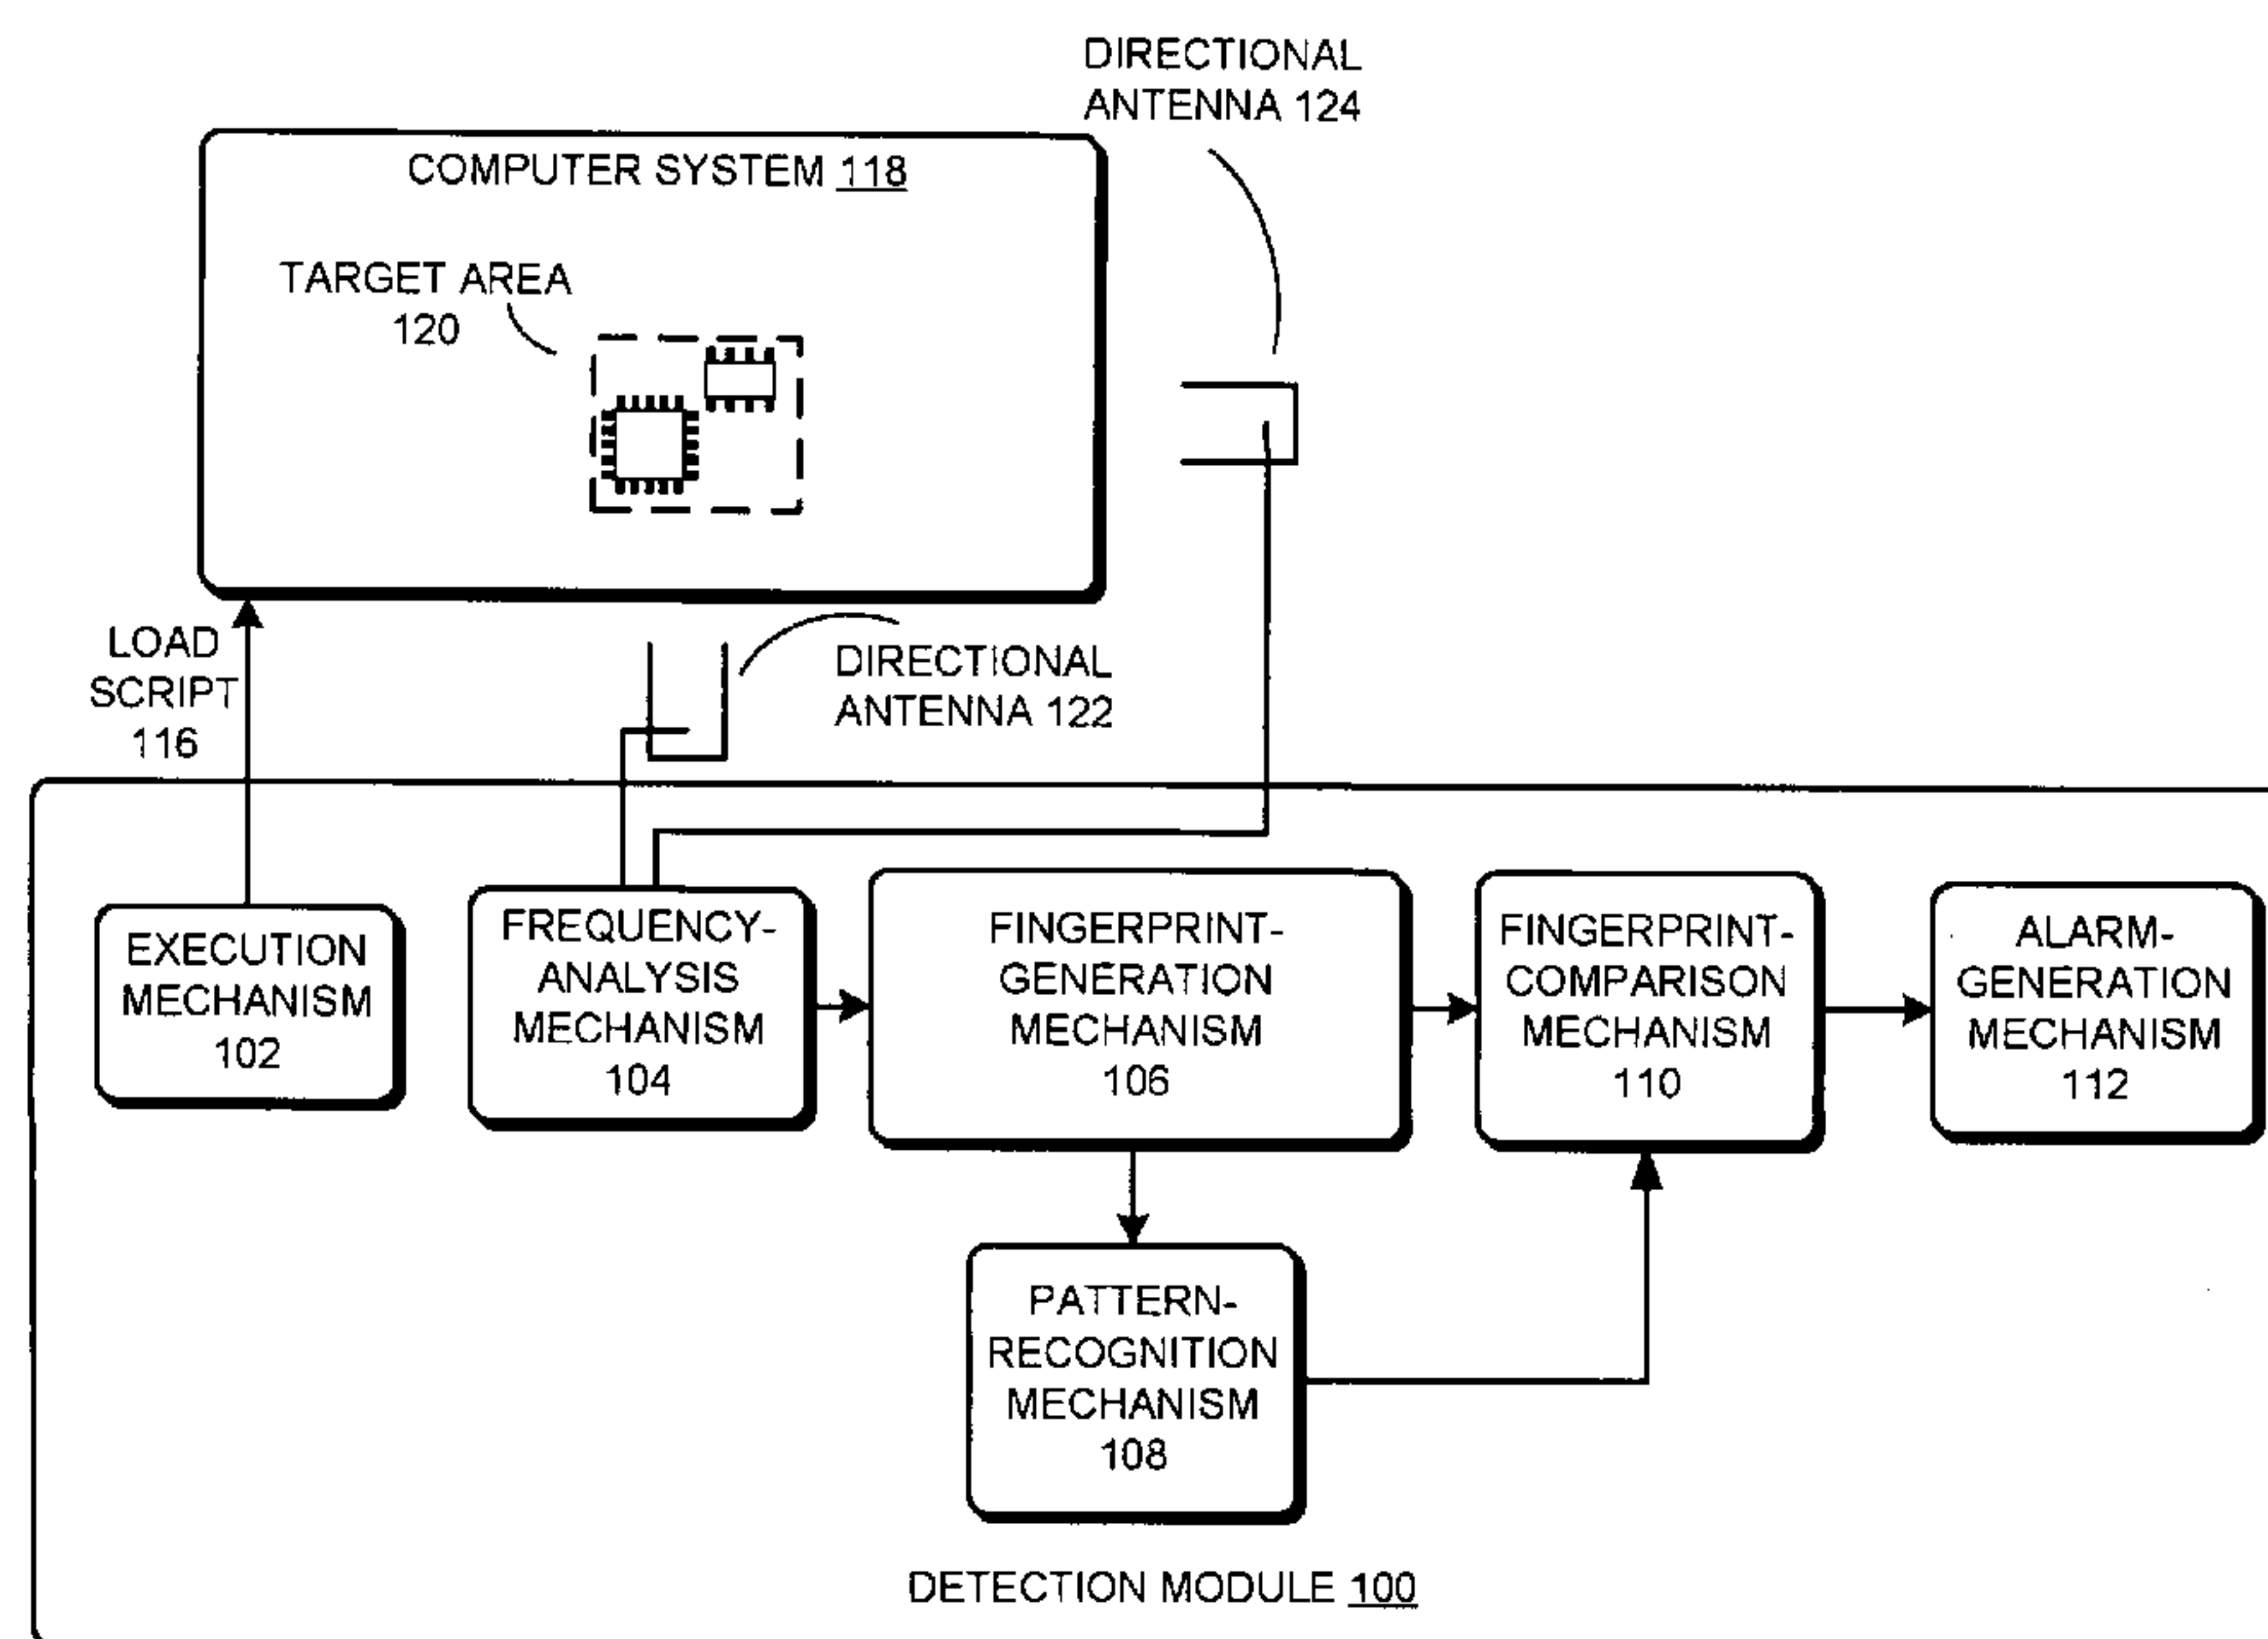 DIRECTIONAL
ANTENNA 124
COMPUTER SYSTEM 118
TARGET AREA
120
LOAD
SCRIPT
116
DIRECTIONAL
ANTENNA 122
EXECUTION
MECHANISM
102
FREQUENCY-
ANALYSIS
MECHANISM
104
FINGERPRINT-
GENERATION
MECHANISM
106
FINGERPRINT-
COMPARISON
MECHANISM
110
ALARM-
GENERATION
MECHANISM
112
PATTERN-
RECOGNITION
MECHANISM
108
DETECTION MODULE 100